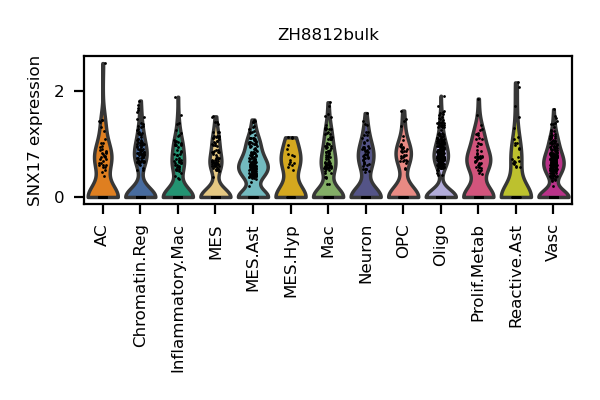 ZH8812bulk
SNX17 expression
2
0
AC
Chromatin.Reg
Inflammatory.Mac
MES
MES.Ast
MES.Hyp
Mac
Neuron
OPC
Oligo
Prolif.Metab
Reactive.Ast
Vasc